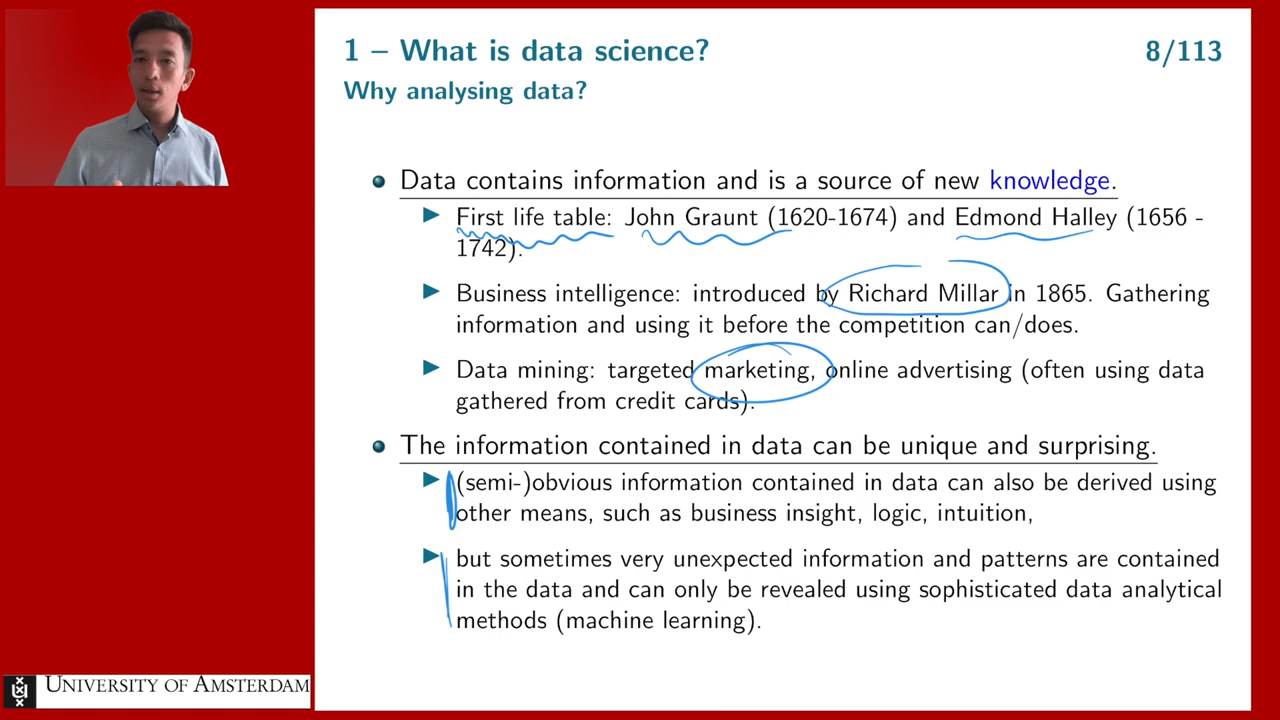 1 – What is data science?
8/113
Why analysing data?
Data contains information and is a source of new knowledge.
First life table: John Graunt (1620-1674) and Edmond Halley (1656 -
1742).
Business intelligence: introduced by Richard Millar in 1865. Gathering
information and using it before the competition can/does.
Data mining: targeted marketing, online advertising (often using data
gathered from credit cards).
The information contained in data can be unique and surprising.
(semi-)obvious information contained in data can also be derived using
other means, such as business insight, logic, intuition,
but sometimes very unexpected information and patterns are contained
in the data and can only be revealed using sophisticated data analytical
methods (machine learning).
UNIVERSITY OF AMSTERDAM